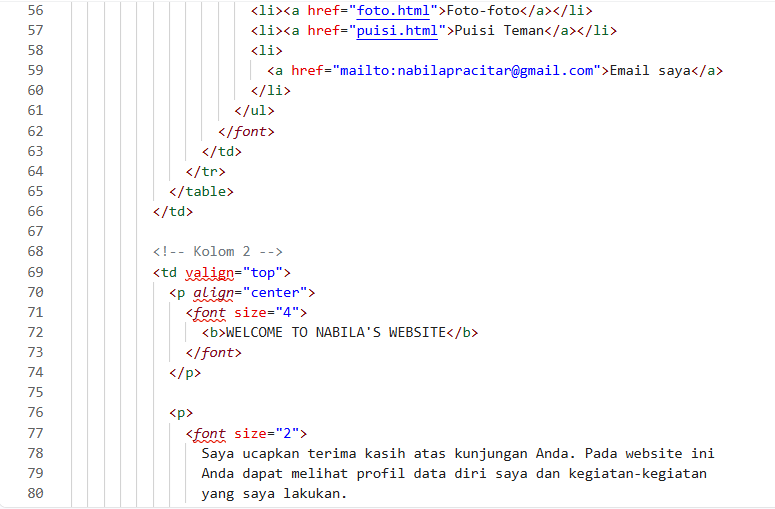 56 <li><a href="foto.html">Foto-foto</a></li>
57 <li><a href="puisi.html">Puisi Teman</a></li>
58 <li>
59 <a href="mailto:nabilapracitar@gmail.com">Email saya</a>
60 </li>
61 </ul>
62 </font>
63 </td>
64 </tr>
65 </table>
66 </td>
67
68 <!-- Kolom 2 -->
69 <td valign="top">
70 <p align="center">
71 <font size="4">
72 <b>WELCOME TO NABILA'S WEBSITE</b>
73 </font>
74 </p>
75
76 <p>
77 <font size="2">
78 Saya ucapkan terima kasih atas kunjungan Anda. Pada website ini
79 Anda dapat melihat profil data diri saya dan kegiatan-kegiatan
80 yang saya lakukan.